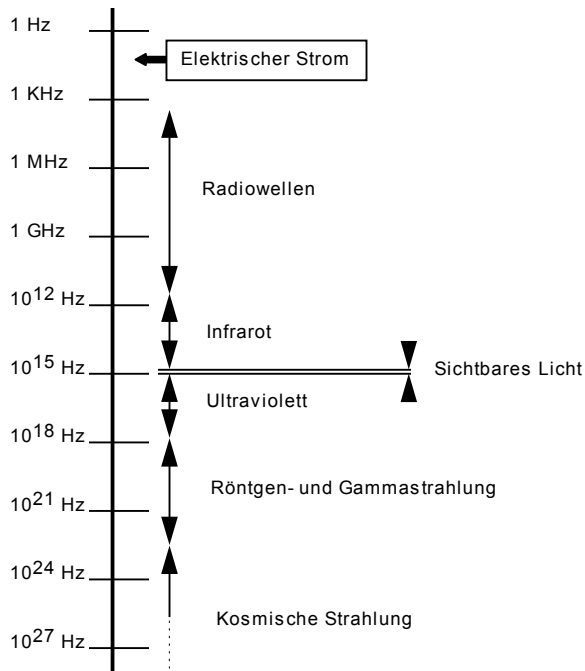 1 Hz
Elektrischer Strom
1 KHz
1 MHz
Radiowellen
1 GHz
10¹² Hz
Infrarot
10¹⁵ Hz
Sichtbares Licht
Ultraviolett
10¹⁸ Hz
Röntgen- und Gammastrahlung
10²¹ Hz
10²⁴ Hz
Kosmische Strahlung
10²⁷ Hz